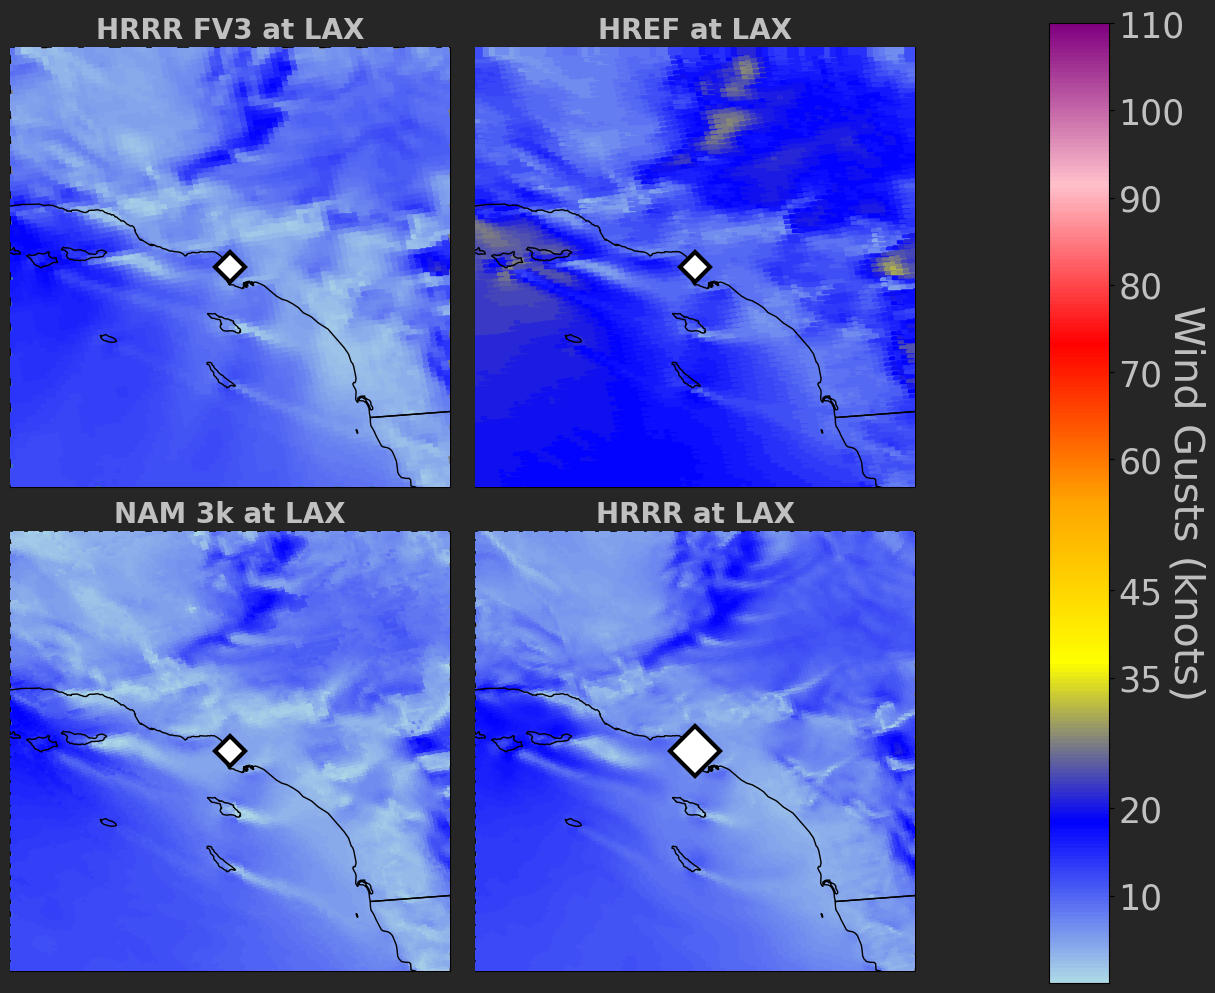 HRRR FV3 at LAX
HREF at LAX
NAM 3k at LAX
HRRR at LAX
110
100
90
80
70
60
45
35
20
10
Wind Gusts (knots)